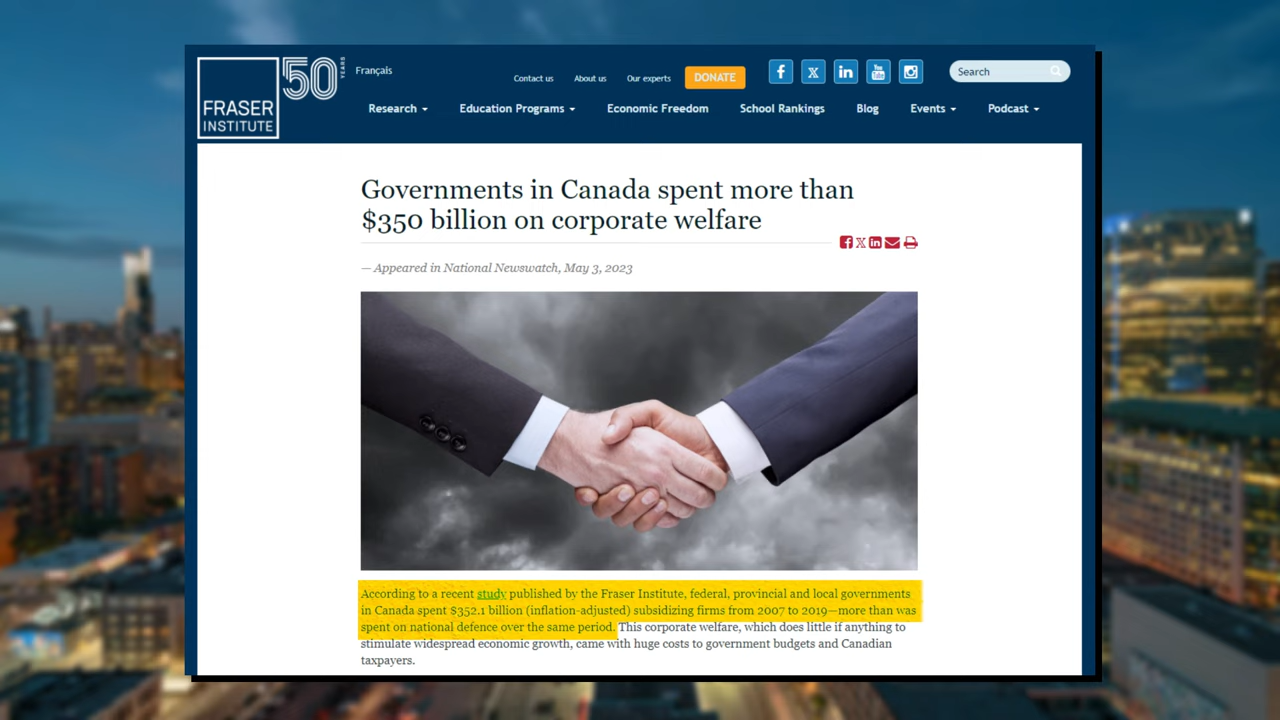 FRASER
INSTITUTE
50
YEARS
Français
Contact us
About us
Our experts
DONATE
Search
Research
Education Programs
Economic Freedom
School Rankings
Blog
Events
Podcast
Governments in Canada spent more than
$350 billion on corporate welfare
— Appeared in National Newswatch, May 3, 2023
According to a recent study published by the Fraser Institute, federal, provincial and local governments
in Canada spent $352.1 billion (inflation-adjusted) subsidizing firms from 2007 to 2019—more than was
spent on national defence over the same period. This corporate welfare, which does little if anything to
stimulate widespread economic growth, came with huge costs to government budgets and Canadian
taxpayers.